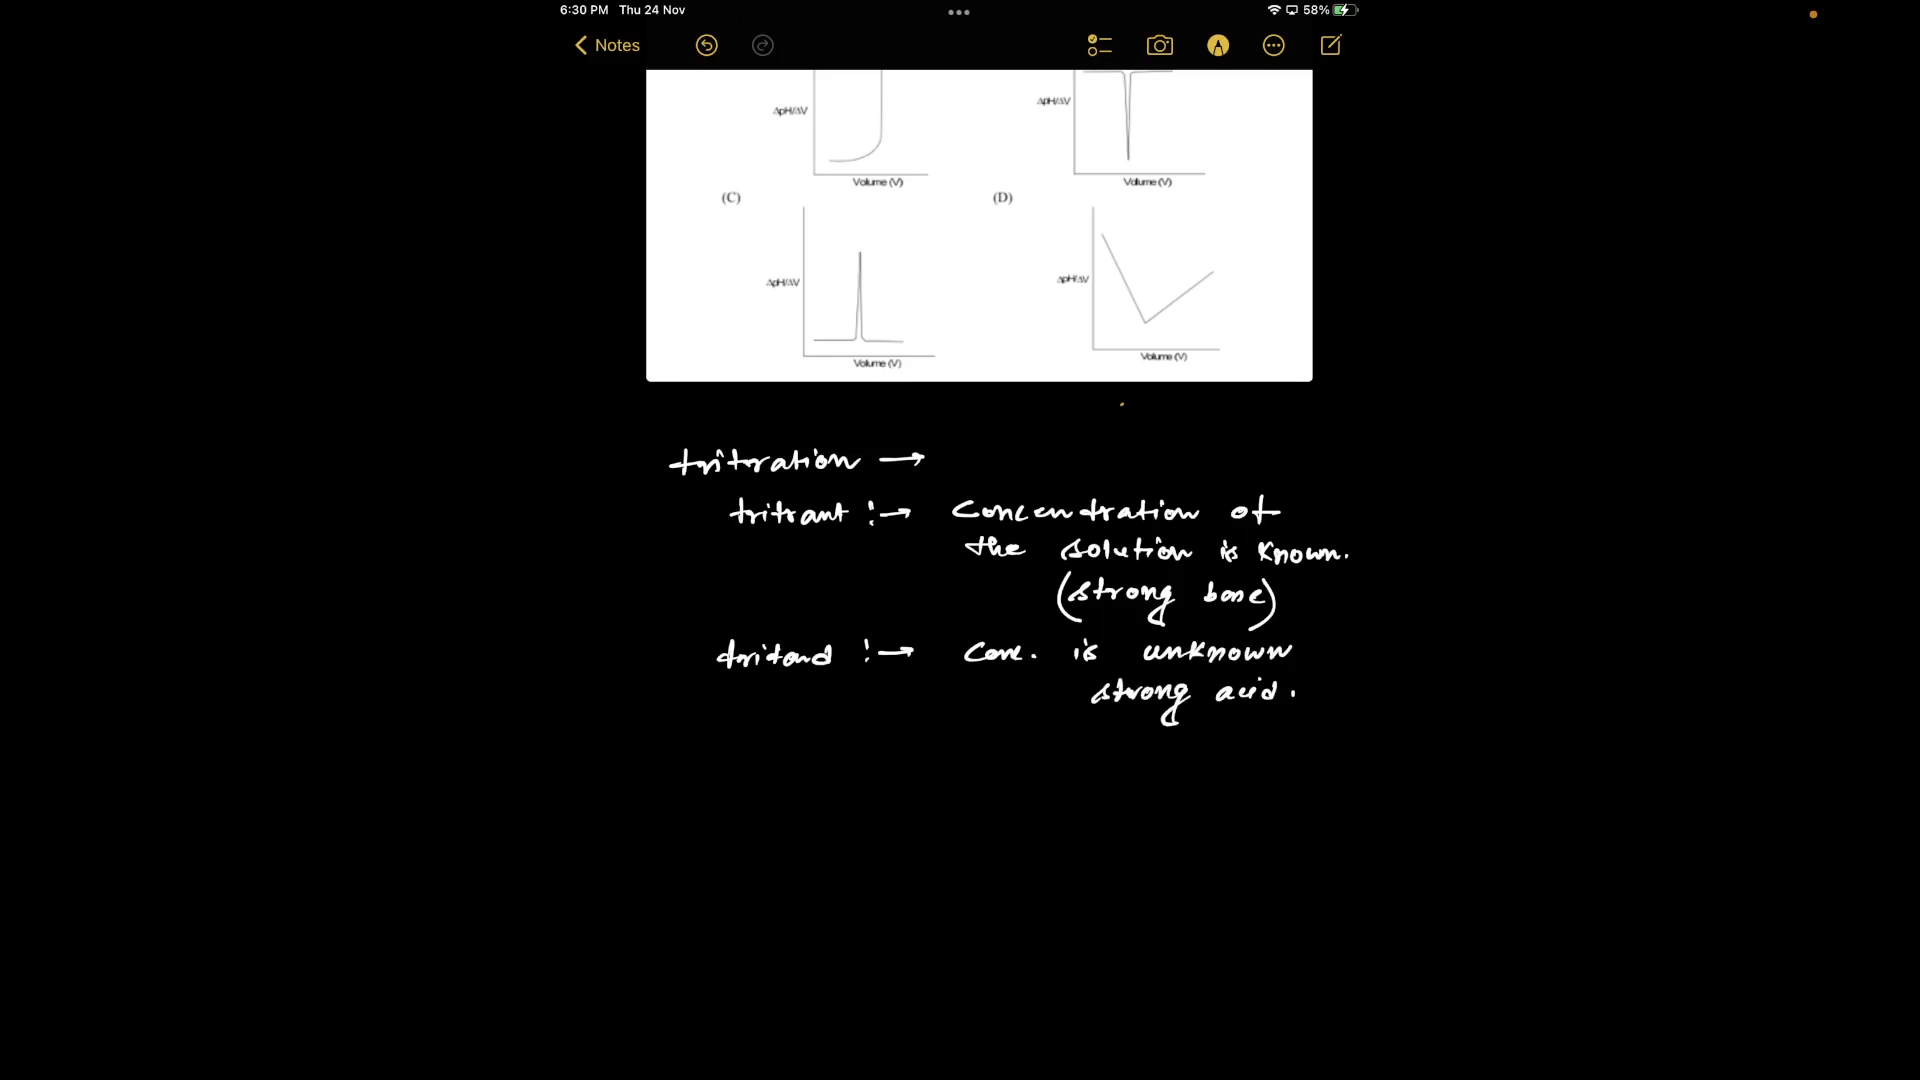 6:30 PM Thu 24 Nov
58%
Notes
ΔpH/ΔV
ΔpH/ΔV
Volume (V)
Volume (V)
(C)
(D)
ΔpH/ΔV
ΔpH/ΔV
Volume (V)
Volume (V)
tritration →
tritrant :→ Concentration of
the solution is known.
(strong base)
tritand :→ Conc. is unknown
strong acid.